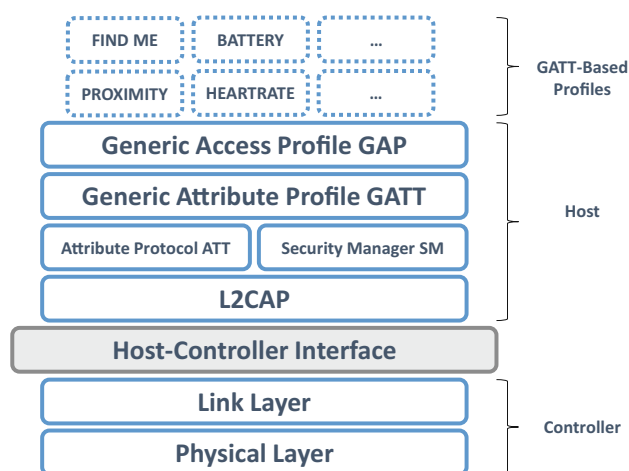 FIND ME
BATTERY
...
PROXIMITY
HEARTRATE
...
GATT-Based
Profiles
Generic Access Profile GAP
Generic Attribute Profile GATT
Host
Attribute Protocol ATT
Security Manager SM
L2CAP
Host-Controller Interface
Link Layer
Controller
Physical Layer